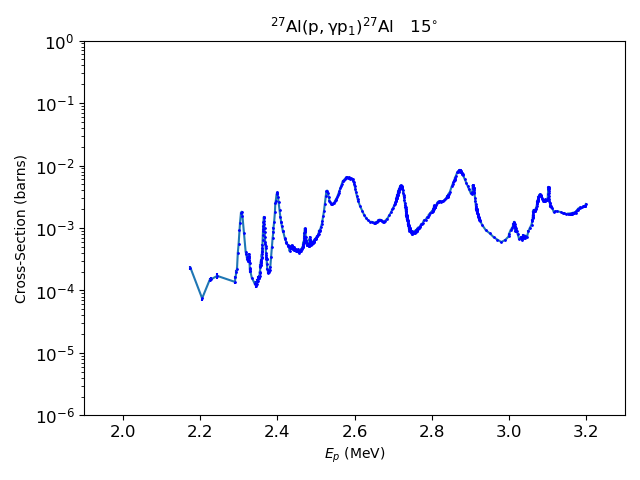 ²⁷Al(p, γp₁)²⁷Al 15°
Cross-Section (barns)
10⁰
10⁻¹
10⁻²
10⁻³
10⁻⁴
10⁻⁵
10⁻⁶
2.0 2.2 2.4 2.6 2.8 3.0 3.2
Eₚ (MeV)